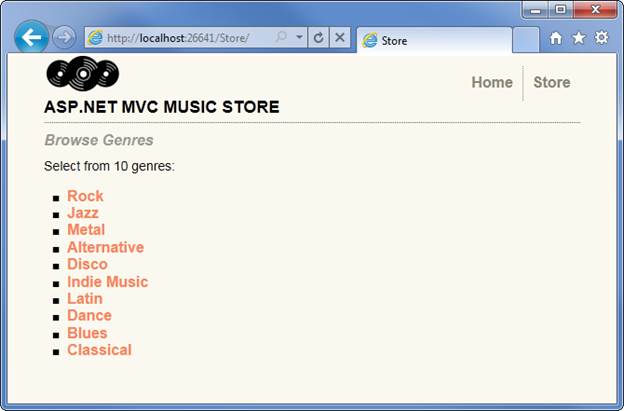 http://localhost:26641/Store/
Store
Home
Store
ASP.NET MVC MUSIC STORE
Browse Genres
Select from 10 genres:
Rock
Jazz
Metal
Alternative
Disco
Indie Music
Latin
Dance
Blues
Classical